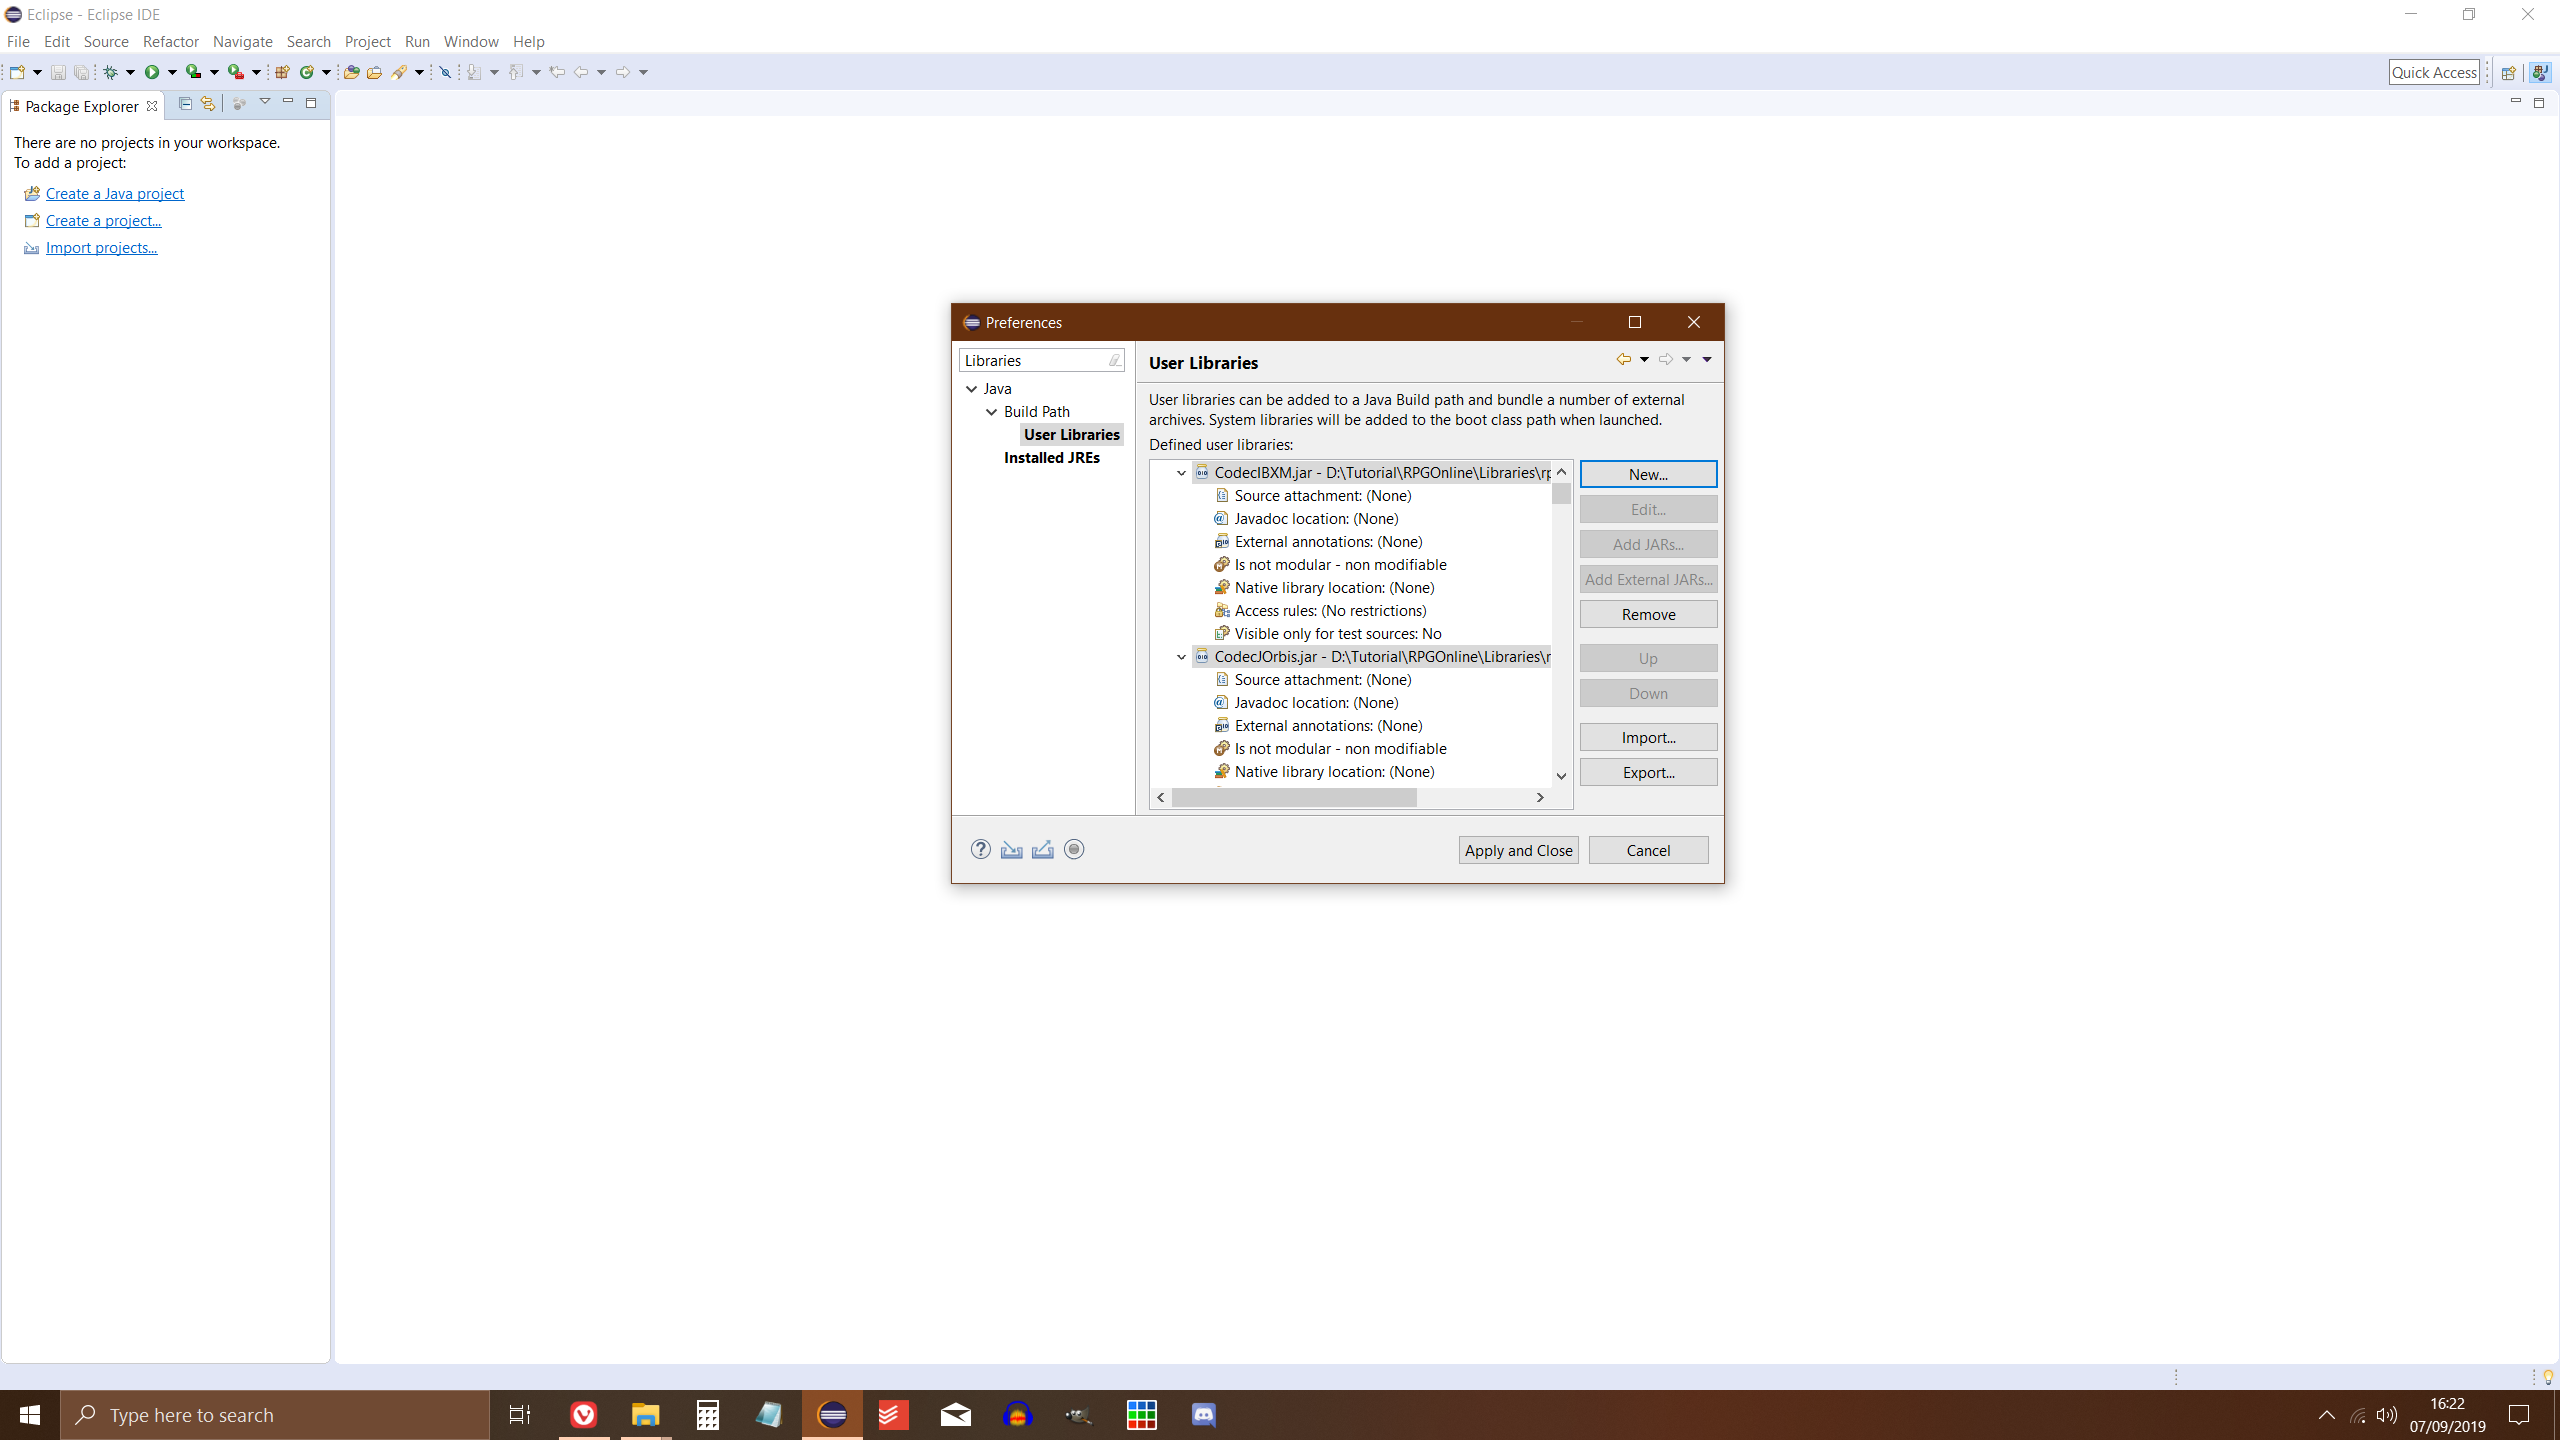 Eclipse - Eclipse IDE
File Edit Source Refactor Navigate Search Project Run Window Help
Quick Access
Package Explorer
There are no projects in your workspace.
To add a project:
Create a Java project
Create a project...
Import projects...
Preferences
Libraries
Java
Build Path
User Libraries
Installed JREs
User Libraries
User libraries can be added to a Java Build path and bundle a number of external
archives. System libraries will be added to the boot class path when launched.
Defined user libraries:
CodecIBXM.jar - D:\Tutorial\RPGOnline\Libraries\rp
Source attachment: (None)
Javadoc location: (None)
External annotations: (None)
Is not modular - non modifiable
Native library location: (None)
Access rules: (No restrictions)
Visible only for test sources: No
CodecJOrbis.jar - D:\Tutorial\RPGOnline\Libraries\r
Source attachment: (None)
Javadoc location: (None)
External annotations: (None)
Is not modular - non modifiable
Native library location: (None)
New...
Edit...
Add JARs...
Add External JARs...
Remove
Up
Down
Import...
Export...
Apply and Close
Cancel
Type here to search
16:22
07/09/2019